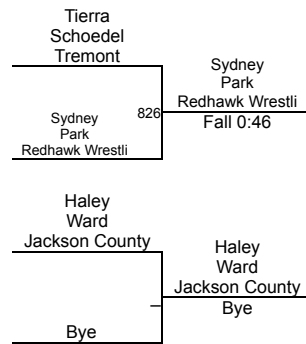 Tierra
Schoedel
Tremont
Sydney
Park
Redhawk Wrestli
826
Sydney
Park
Redhawk Wrestli
Fall 0:46
Haley
Ward
Jackson County
Haley
Ward
Jackson County
Bye
Bye